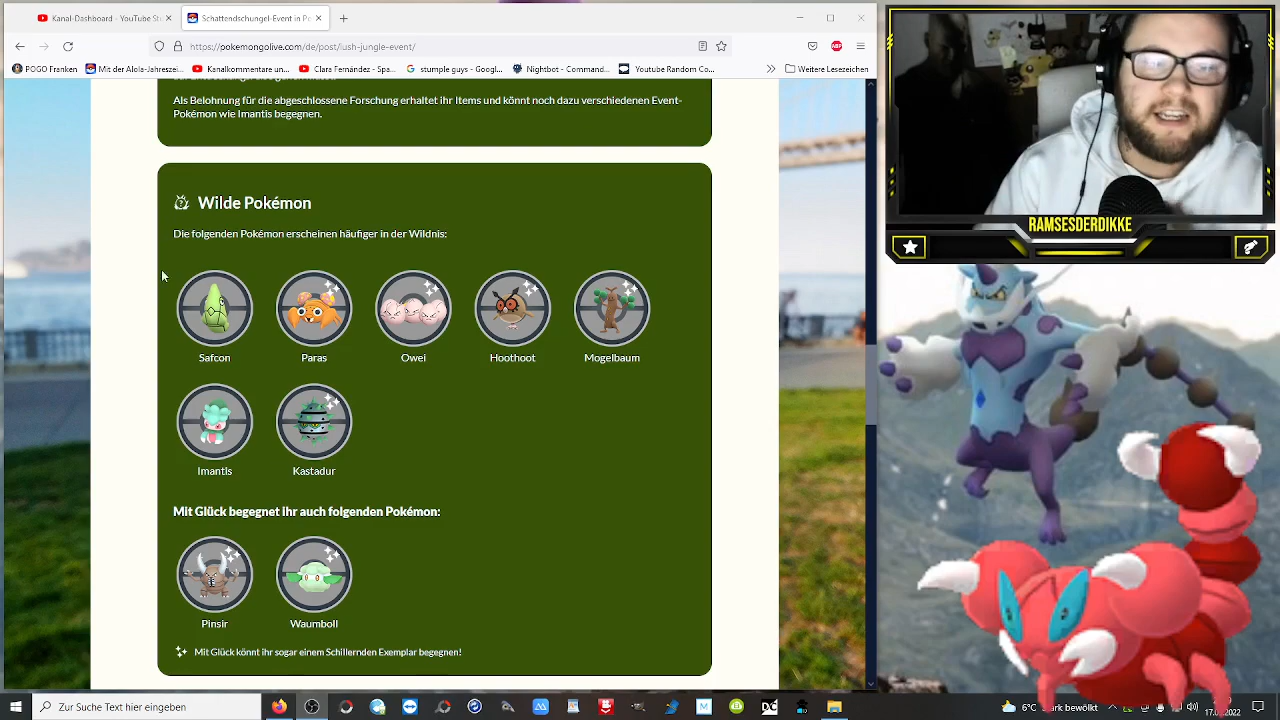 Kanal-Dashboard - YouTube St
Schattendschungel-Event in Po
https://pokemongolive.com/de/post/lush-jungle-event/
ABP
POGO Franken
Mit der Alola-Jahreszei...
Kanalkommentare un...
Clara Fernández - Spa...
stumple guys - Googl...
Nightbot - Command...
Youtube Random Co...
Weitere Lesezeichen
Als Belohnung für die abgeschlossene Forschung erhaltet ihr Items und könnt noch dazu verschiedenen Event-
Pokémon wie Imantis begegnen.
Wilde Pokémon
Die folgenden Pokémon erscheinen häufiger in der Wildnis:
Safcon
Paras
Owei
Hoothoot
Mogelbaum
Imantis
Kastadur
Mit Glück begegnet ihr auch folgenden Pokémon:
Pinsir
Waumboll
Mit Glück könnt ihr sogar einem Schillernden Exemplar begegnen!
RAMSESDERDIKKE
Zur Suche Text hier eingeben